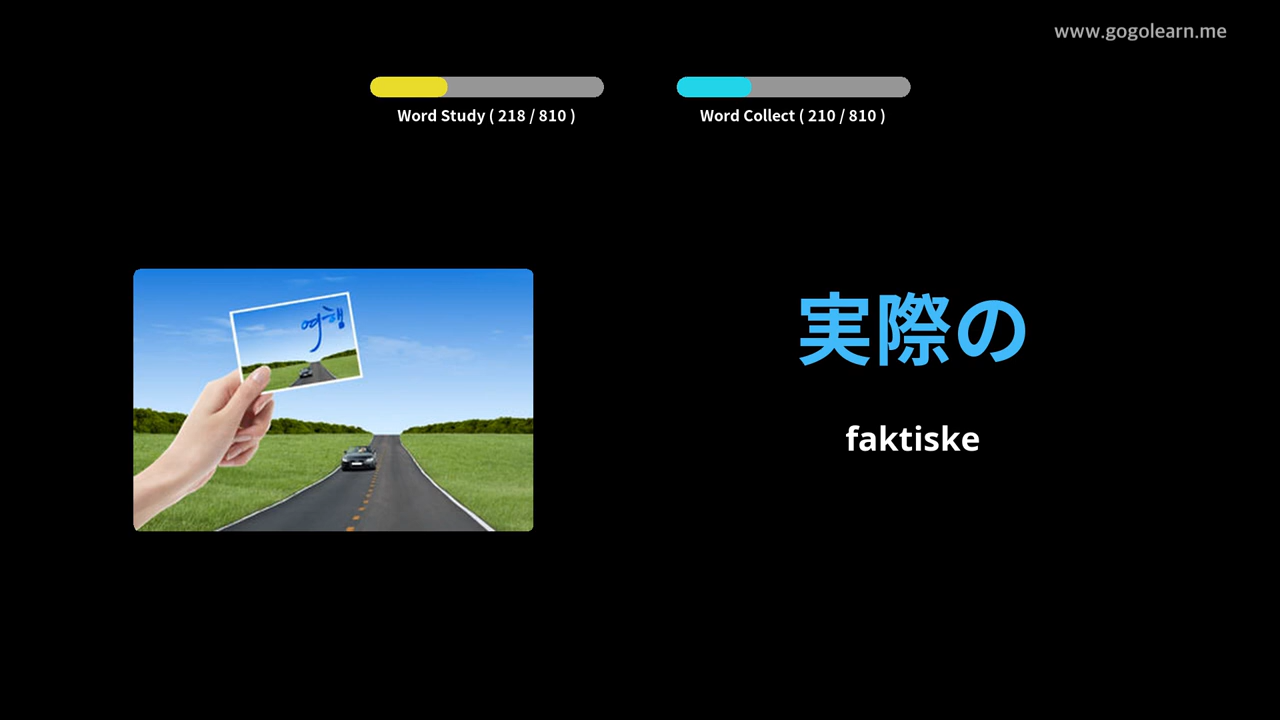 www.gogolearn.me
Word Study ( 218 / 810 )
Word Collect ( 210 / 810 )
여행
実際の
faktiske